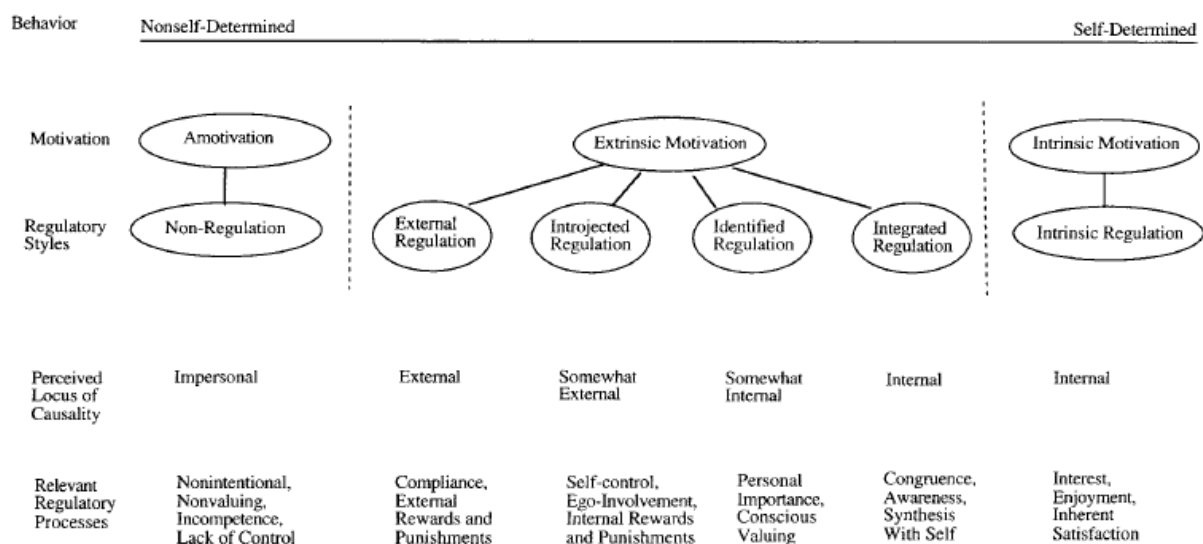 Behavior Nonself-Determined Self-Determined
Motivation Amotivation Extrinsic Motivation Intrinsic Motivation
Regulatory
Styles
Non-Regulation
External
Regulation
Introjected
Regulation
Identified
Regulation
Integrated
Regulation
Intrinsic Regulation
Perceived
Locus of
Causality
Impersonal
External
Somewhat
External
Somewhat
Internal
Internal
Internal
Relevant
Regulatory
Processes
Nonintentional,
Nonvaluing,
Incompetence,
Lack of Control
Compliance,
External
Rewards and
Punishments
Self-control,
Ego-Involvement,
Internal Rewards
and Punishments
Personal
Importance,
Conscious
Valuing
Congruence,
Awareness,
Synthesis
With Self
Interest,
Enjoyment,
Inherent
Satisfaction